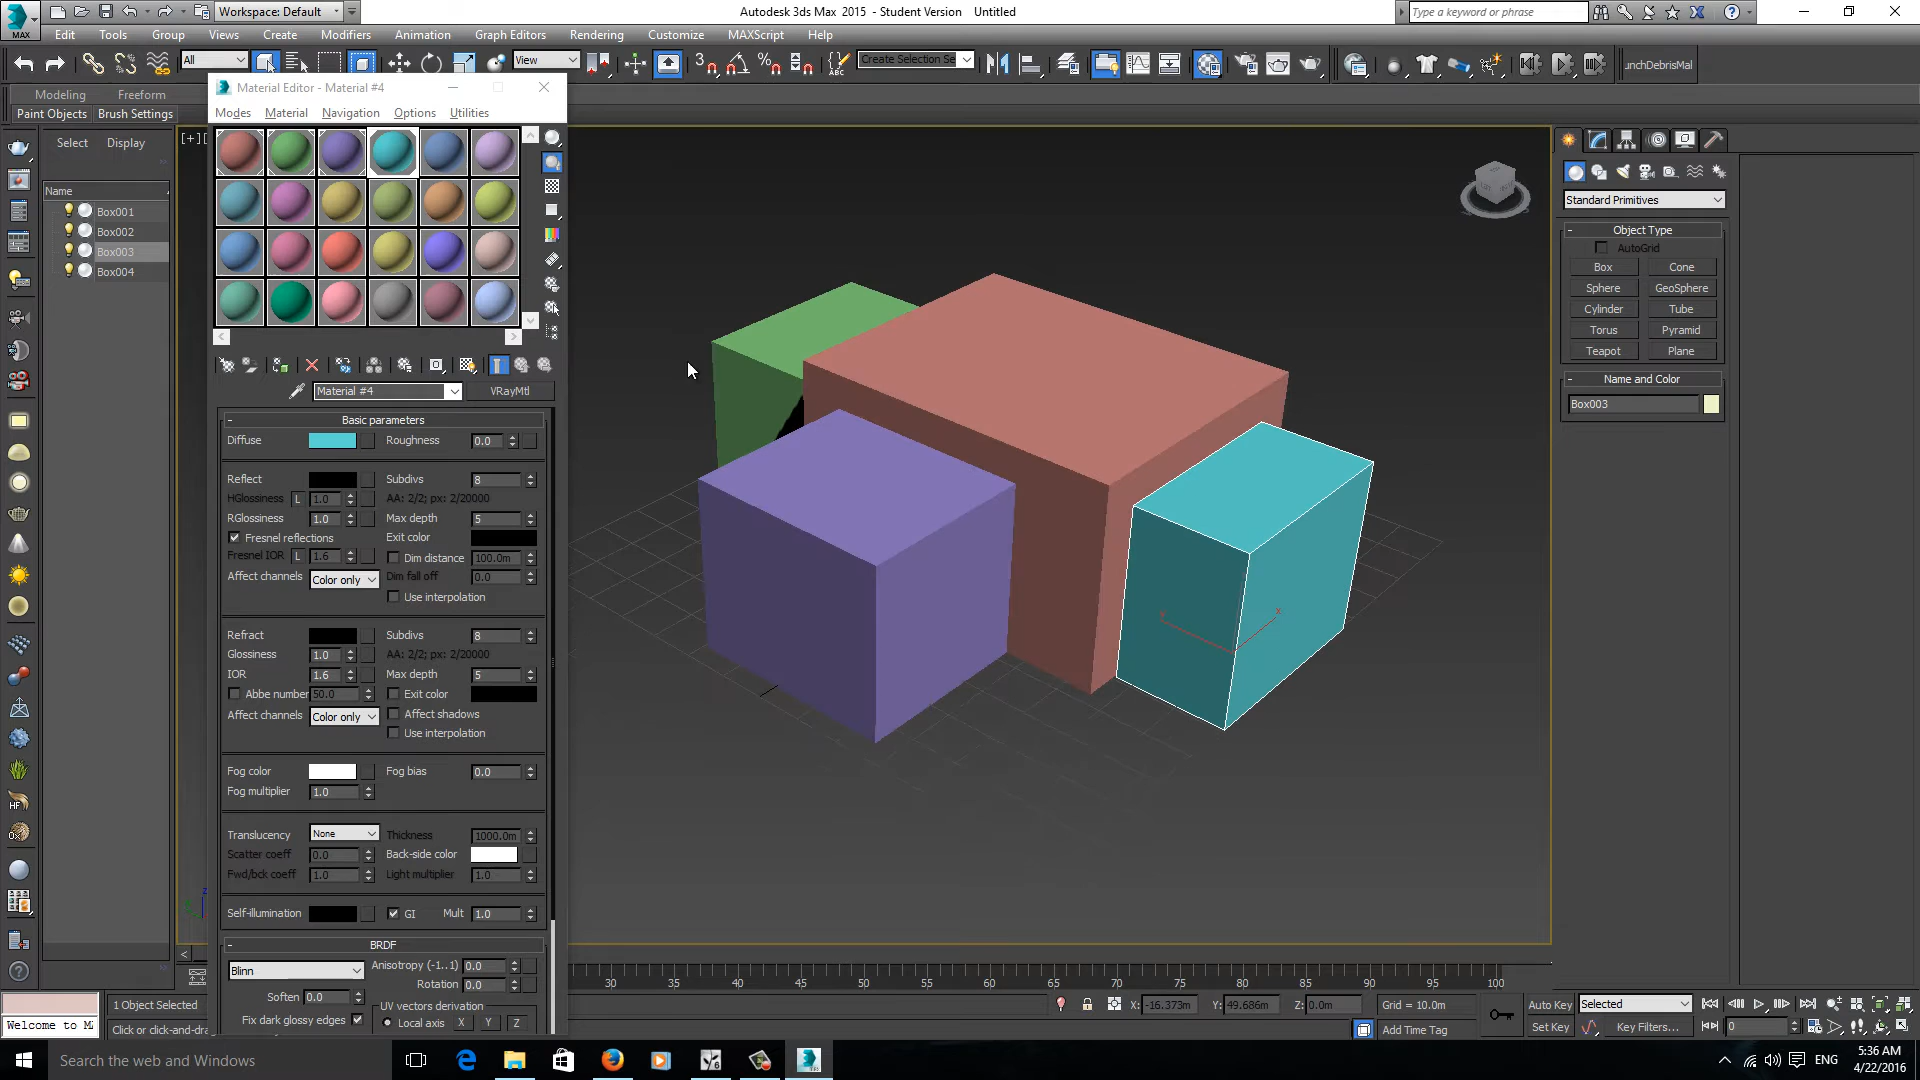 Workspace: Default
Autodesk 3ds Max 2015 - Student Version Untitled
Type a keyword or phrase
MAX
Edit Tools Group Views Create Modifiers Animation Graph Editors Rendering Customize MAXScript Help
All
View
Create Selection Se
unchDebrisMal
Modeling Freeform
Paint Objects Brush Settings
Material Editor - Material #4
Modes Material Navigation Options Utilities
Select Display
[+][
Name
Box001
Box002
Box003
Box004
Material #4
VRayMtl
Basic parameters
Diffuse
Roughness 0.0
Reflect
Subdivs 8
HGlossiness L 1.0
AA: 2/2; px: 2/20000
RGlossiness 1.0
Max depth 5
Fresnel reflections
Exit color
Fresnel IOR L 1.6
Dim distance 100.0m
Affect channels Color only
Dim fall off 0.0
Use interpolation
Refract
Subdivs 8
Glossiness 1.0
AA: 2/2; px: 2/20000
IOR 1.6
Max depth 5
Abbe number 50.0
Exit color
Affect channels Color only
Affect shadows
Use interpolation
Fog color
Fog bias 0.0
Fog multiplier 1.0
Translucency None
Thickness 1000.0m
Scatter coeff 0.0
Back-side color
Fwd/bck coeff 1.0
Light multiplier 1.0
Self-illumination
GI Mult 1.0
BRDF
Blinn
Anisotropy (-1..1) 0.0
Rotation 0.0
Soften 0.0
UV vectors derivation
Fix dark glossy edges
Local axis X Y Z
Standard Primitives
Object Type
AutoGrid
Box Cone
Sphere GeoSphere
Cylinder Tube
Torus Pyramid
Teapot Plane
Name and Color
Box003
x
30 35 40 45 50 55 60 65 70 75 80 85 90 95 100
1 Object Selected
X: -16.373m Y: 49.686m Z: 0.0m Grid = 10.0m
Auto Key Selected
Welcome to MA
Click or click-and-dra
Add Time Tag
Set Key Key Filters...
0
Search the web and Windows
ENG
5:36 AM
4/22/2016